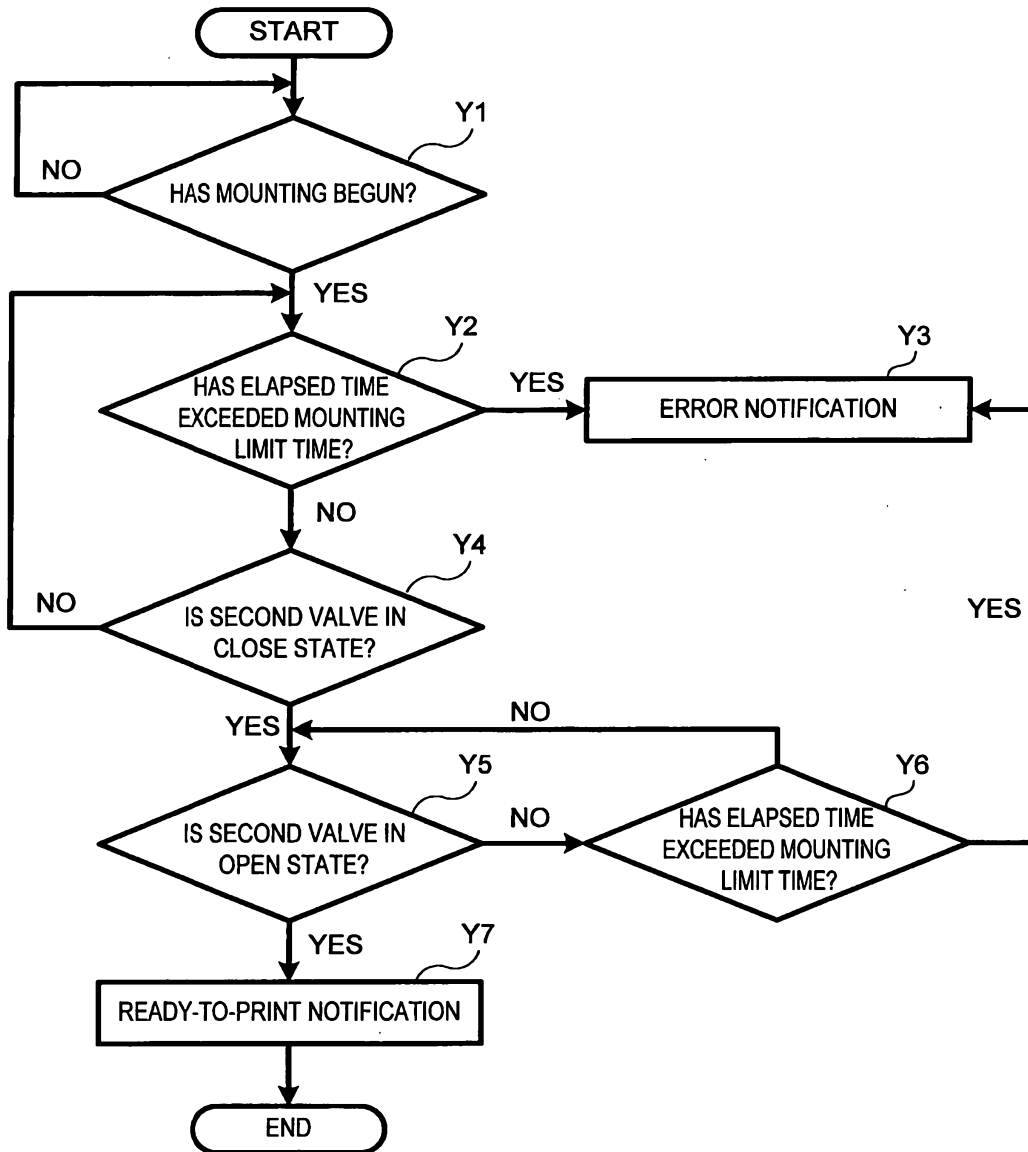 START
Y1
NO
HAS MOUNTING BEGUN?
YES
Y2
HAS ELAPSED TIME
EXCEEDED MOUNTING
LIMIT TIME?
YES
Y3
ERROR NOTIFICATION
NO
Y4
NO
IS SECOND VALVE IN
CLOSE STATE?
YES
YES
NO
Y5
IS SECOND VALVE IN
OPEN STATE?
NO
Y6
HAS ELAPSED TIME
EXCEEDED MOUNTING
LIMIT TIME?
YES
Y7
READY-TO-PRINT NOTIFICATION
END